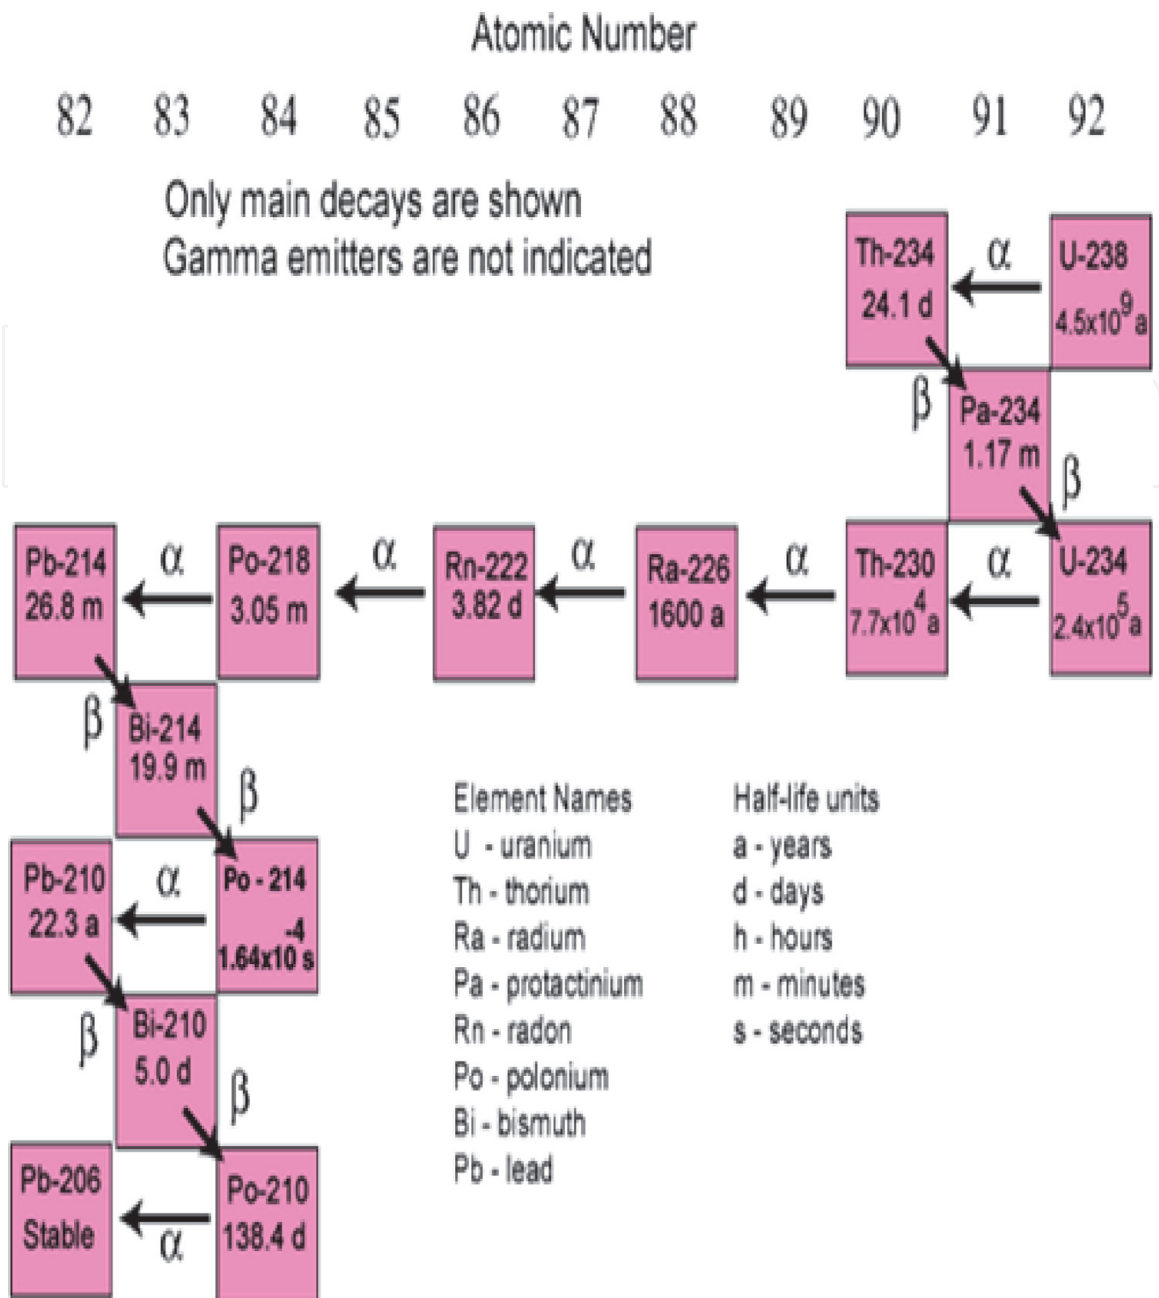 Atomic Number
82 83 84 85 86 87 88 89 90 91 92
Only main decays are shown
Gamma emitters are not indicated
Th-234
24.1 d
α
U-238
4.5x10⁹a
β
Pa-234
1.17 m
β
Pb-214
26.8 m
α
Po-218
3.05 m
α
Rn-222
3.82 d
α
Ra-226
1600 a
α
Th-230
7.7x10⁴a
α
U-234
2.4x10⁵a
β
Bi-214
19.9 m
β
Pb-210
22.3 a
α
Po - 214
-4
1.64x10 s
β
Bi-210
5.0 d
β
Pb-206
Stable
α
Po-210
138.4 d
Element Names
U - uranium
Th - thorium
Ra - radium
Pa - protactinium
Rn - radon
Po - polonium
Bi - bismuth
Pb - lead
Half-life units
a - years
d - days
h - hours
m - minutes
s - seconds